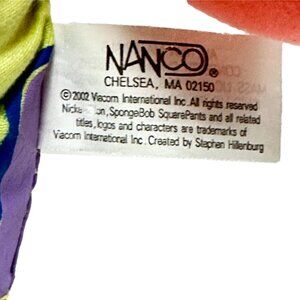 NANCO®
CHELSEA, MA 02150
©2002 Viacom International Inc. All rights reserved
SpongeBob SquarePants and all related
titles, logos and characters are trademarks of
Viacom International Inc. Created by Stephen Hillenburg